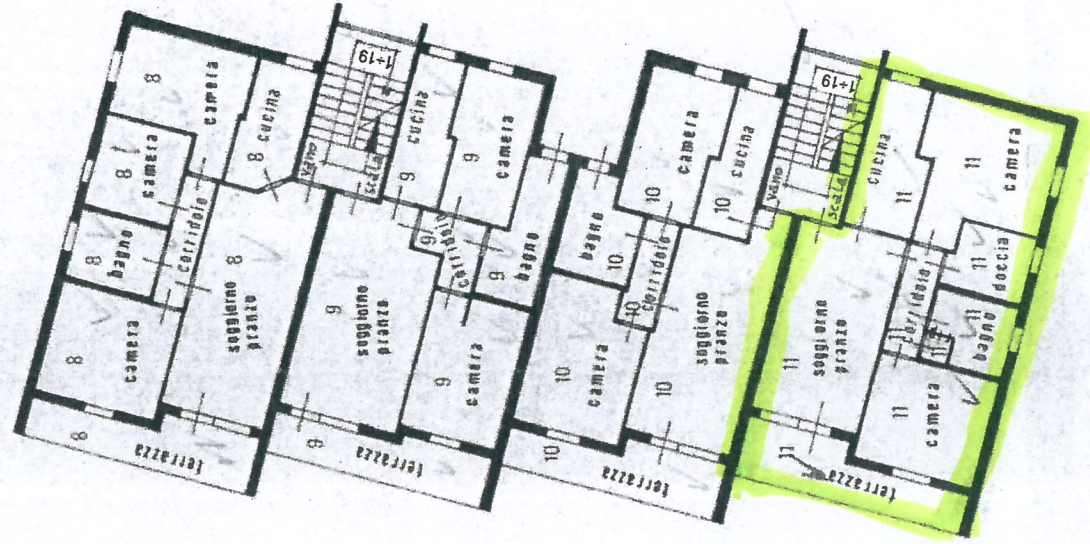 8
camera
8
camera
8
bagno
8
camera
corridoio
8
cucina
8
soggiorno
pranzo
8
terrazza
vano
scala
1÷19
9
cucina
9
camera
9
corridoio
9
bagno
9
soggiorno
pranzo
9
camera
9
terrazza
10
camera
10
cucina
10
bagno
10
corridoio
10
camera
10
soggiorno
pranzo
10
terrazza
vano
scala
1÷19
11
cucina
11
camera
11
doccia
11
bagno
11
corridoio
11
11
soggiorno
pranzo
11
camera
11
terrazza